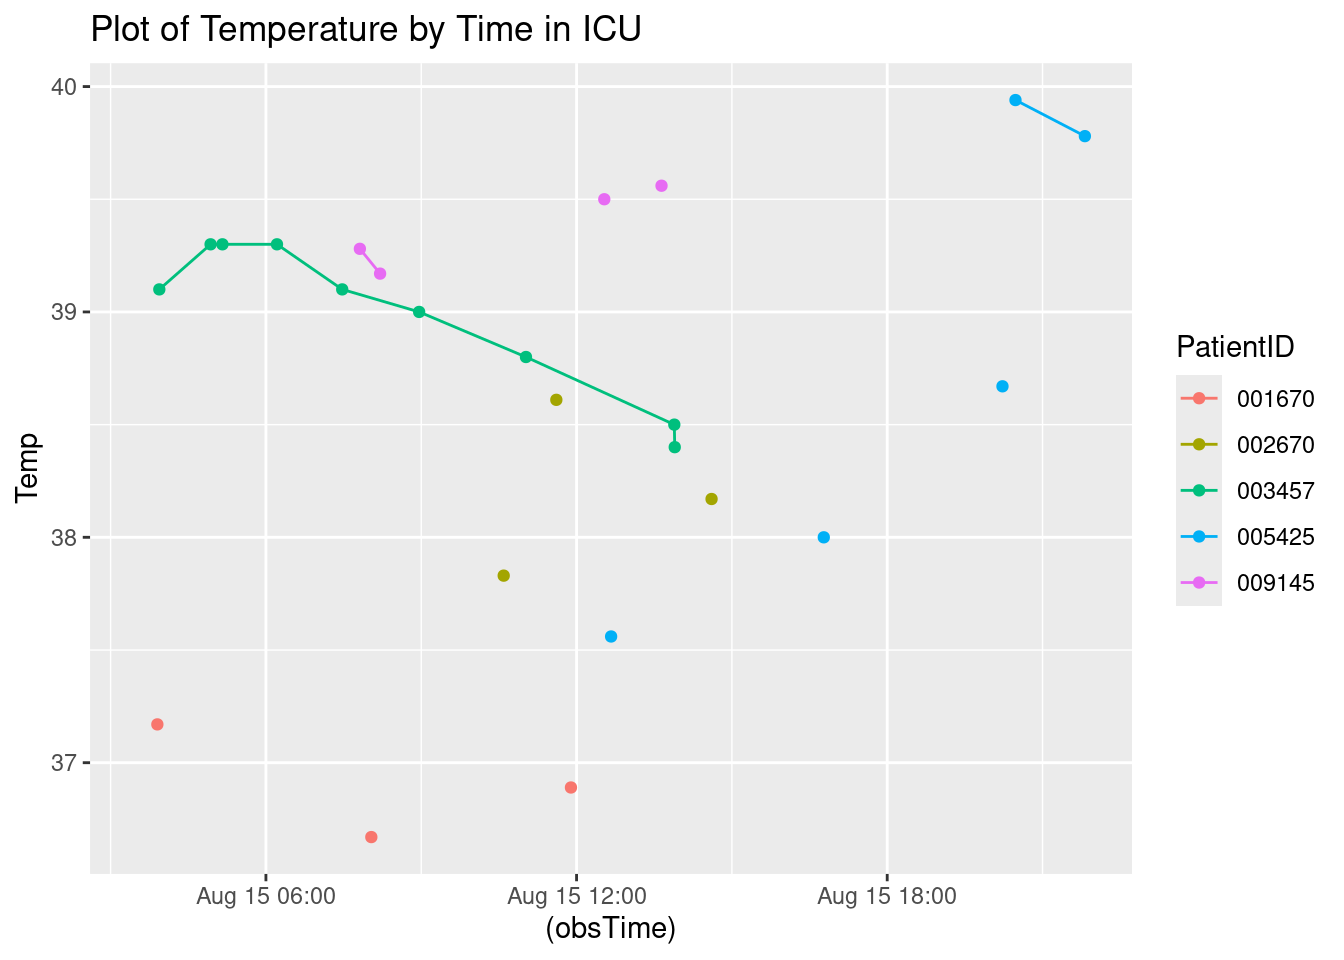 Plot of Temperature by Time in ICU
40
39
38
37
Temp
Aug 15 06:00
Aug 15 12:00
Aug 15 18:00
(obsTime)
PatientID
001670
002670
003457
005425
009145